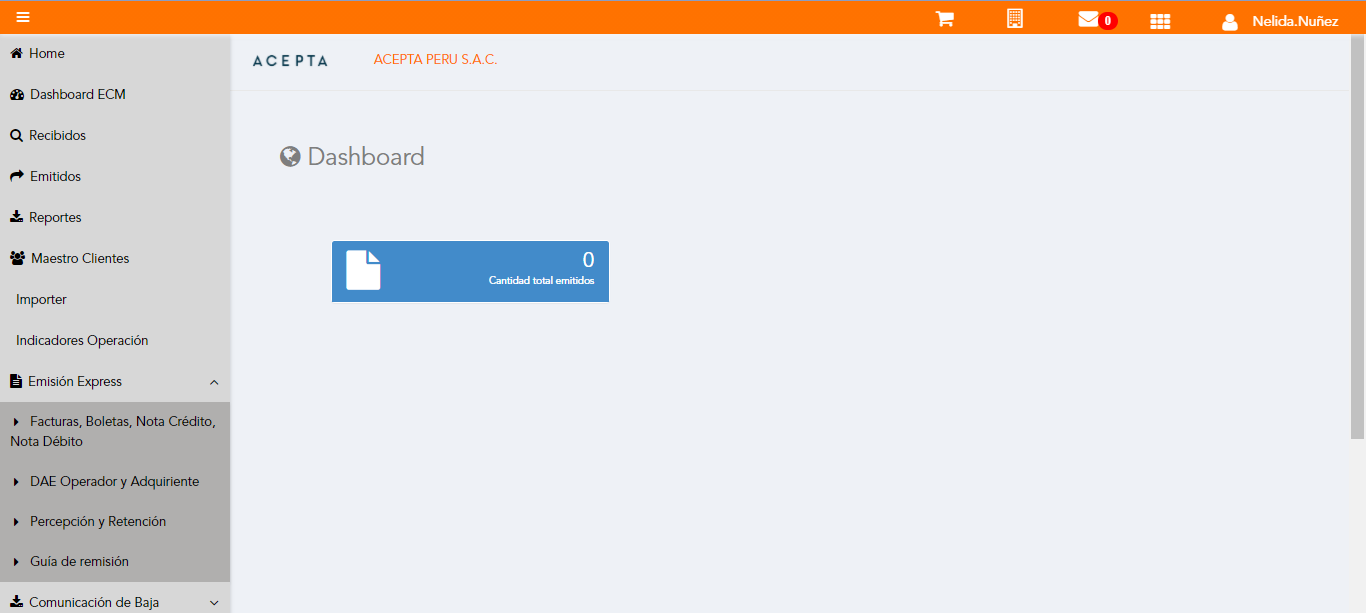 0
Nelida.Nuñez
Home
Dashboard ECM
Recibidos
Emitidos
Reportes
Maestro Clientes
Importer
Indicadores Operación
Emisión Express
Facturas, Boletas, Nota Crédito,
Nota Débito
DAE Operador y Adquiriente
Percepción y Retención
Guía de remisión
Comunicación de Baja
ACEPTA
ACEPTA PERU S.A.C.
Dashboard
0
Cantidad total emitidos